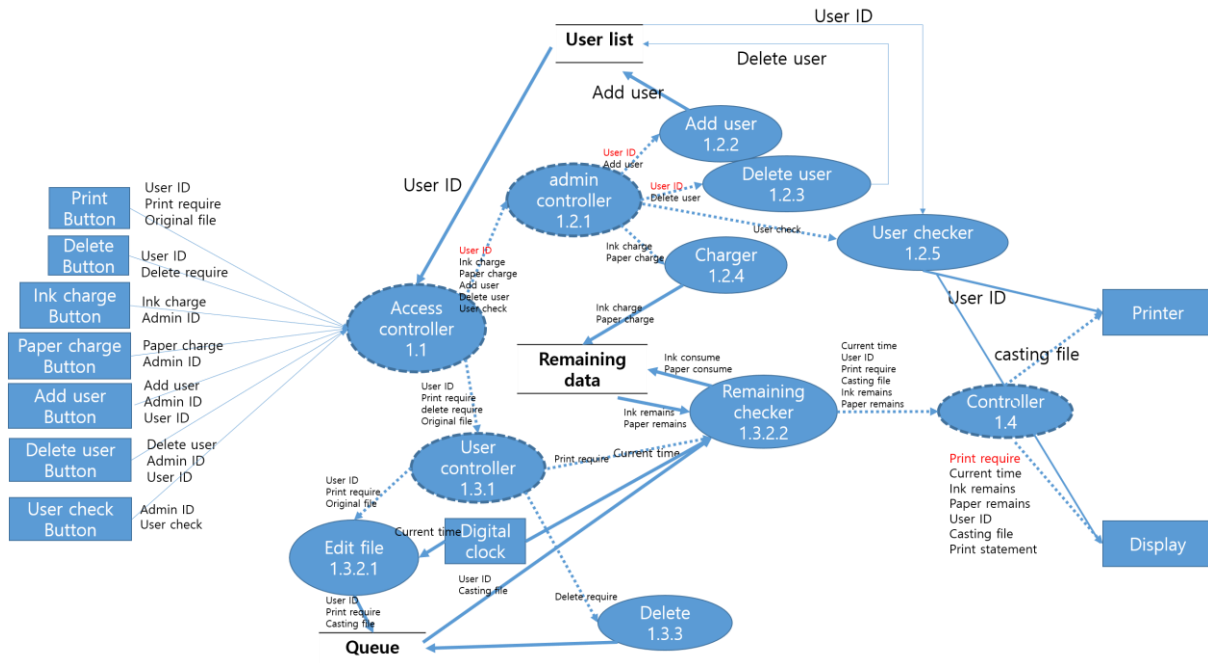 User ID
User list
Delete user
Add user
Add user
1.2.2
User ID
Add user
User ID
admin
controller
1.2.1
User ID
Delete user
Delete user
1.2.3
Print
Button
User ID
Print require
Original file
User check
User checker
1.2.5
Delete
Button
User ID
Delete require
User ID
Ink charge
Paper charge
Add user
Delete user
User check
Ink charge
Paper charge
Charger
1.2.4
Ink charge
Button
Ink charge
Admin ID
Access
controller
1.1
User ID
Printer
Ink charge
Paper charge
Paper charge
Button
Paper charge
Admin ID
Remaining
data
Ink consume
Paper consume
Current time
User ID
Print require
Casting file
Ink remains
Paper remains
casting file
Add user
Button
Add user
Admin ID
User ID
User ID
Print require
delete require
Original file
Ink remains
Paper remains
Remaining
checker
1.3.2.2
Controller
1.4
Delete user
Button
Delete user
Admin ID
User ID
User
controller
1.3.1
Print require
Current time
Print require
Current time
Ink remains
Paper remains
User ID
Casting file
Print statement
User ID
Print require
Original file
User check
Button
Admin ID
User check
Edit file
1.3.2.1
Current time
Digital
clock
Display
User ID
Casting file
User ID
Print require
Casting file
Delete require
Delete
1.3.3
Queue